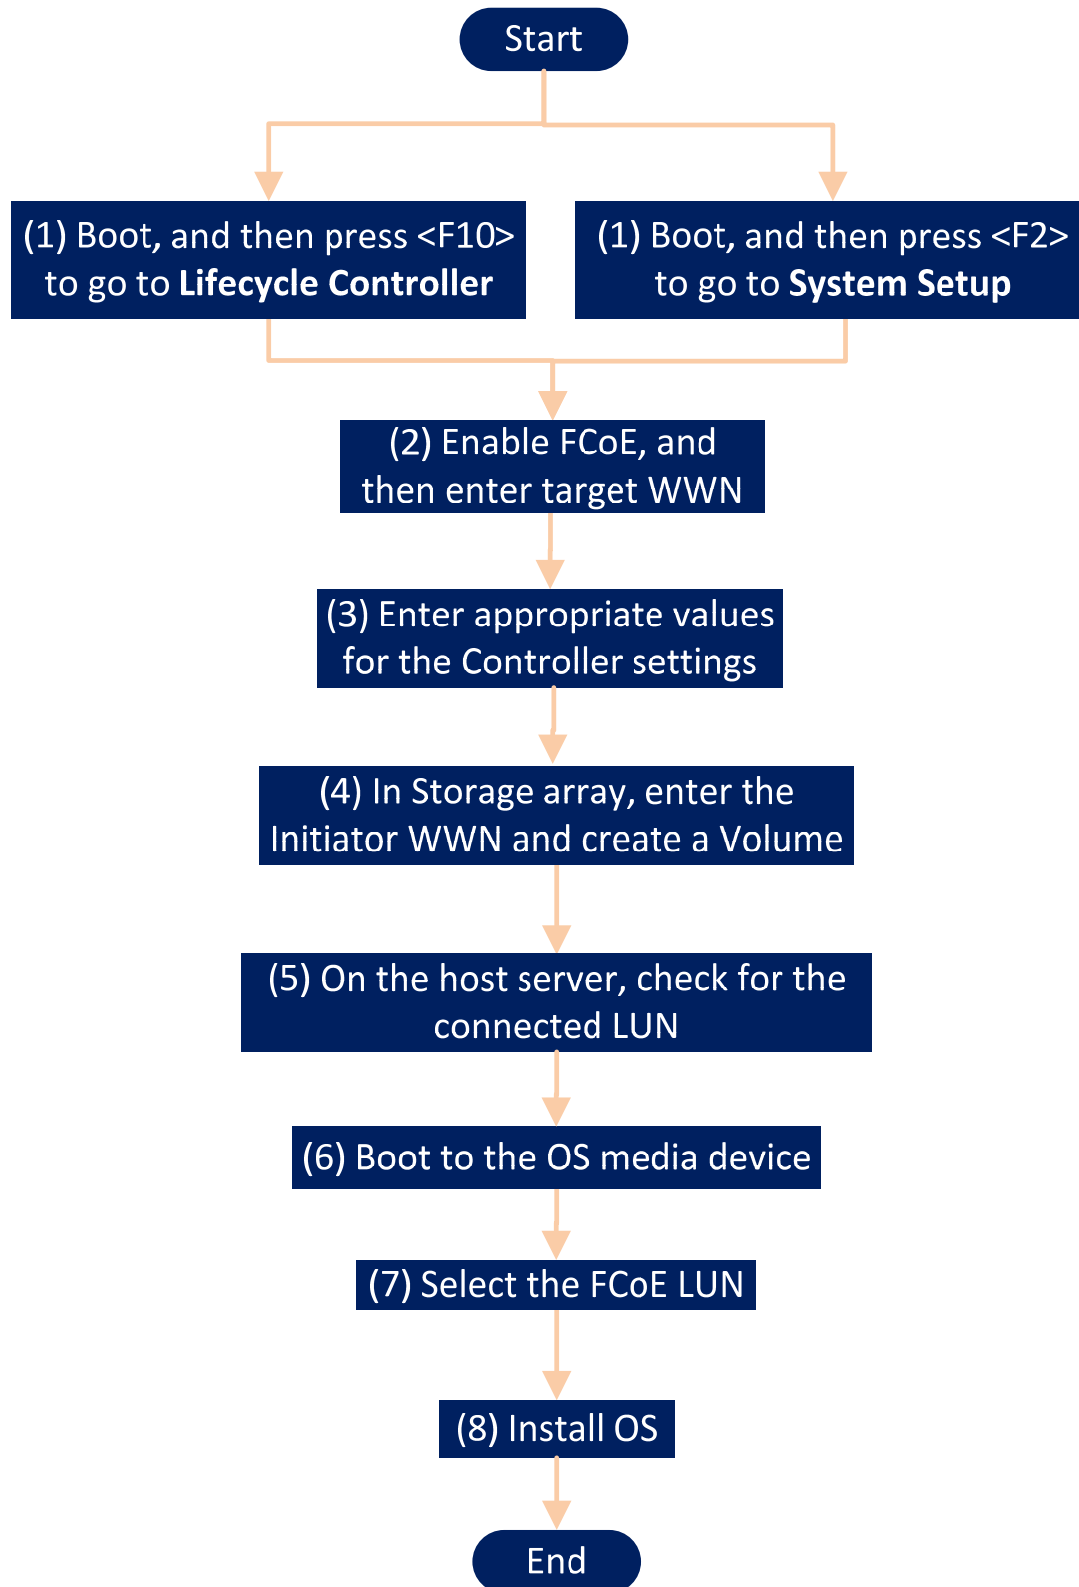 Start
(1) Boot, and then press <F10>
to go to Lifecycle Controller
(1) Boot, and then press <F2>
to go to System Setup
(2) Enable FCoE, and
then enter target WWN
(3) Enter appropriate values
for the Controller settings
(4) In Storage array, enter the
Initiator WWN and create a Volume
(5) On the host server, check for the
connected LUN
(6) Boot to the OS media device
(7) Select the FCoE LUN
(8) Install OS
End